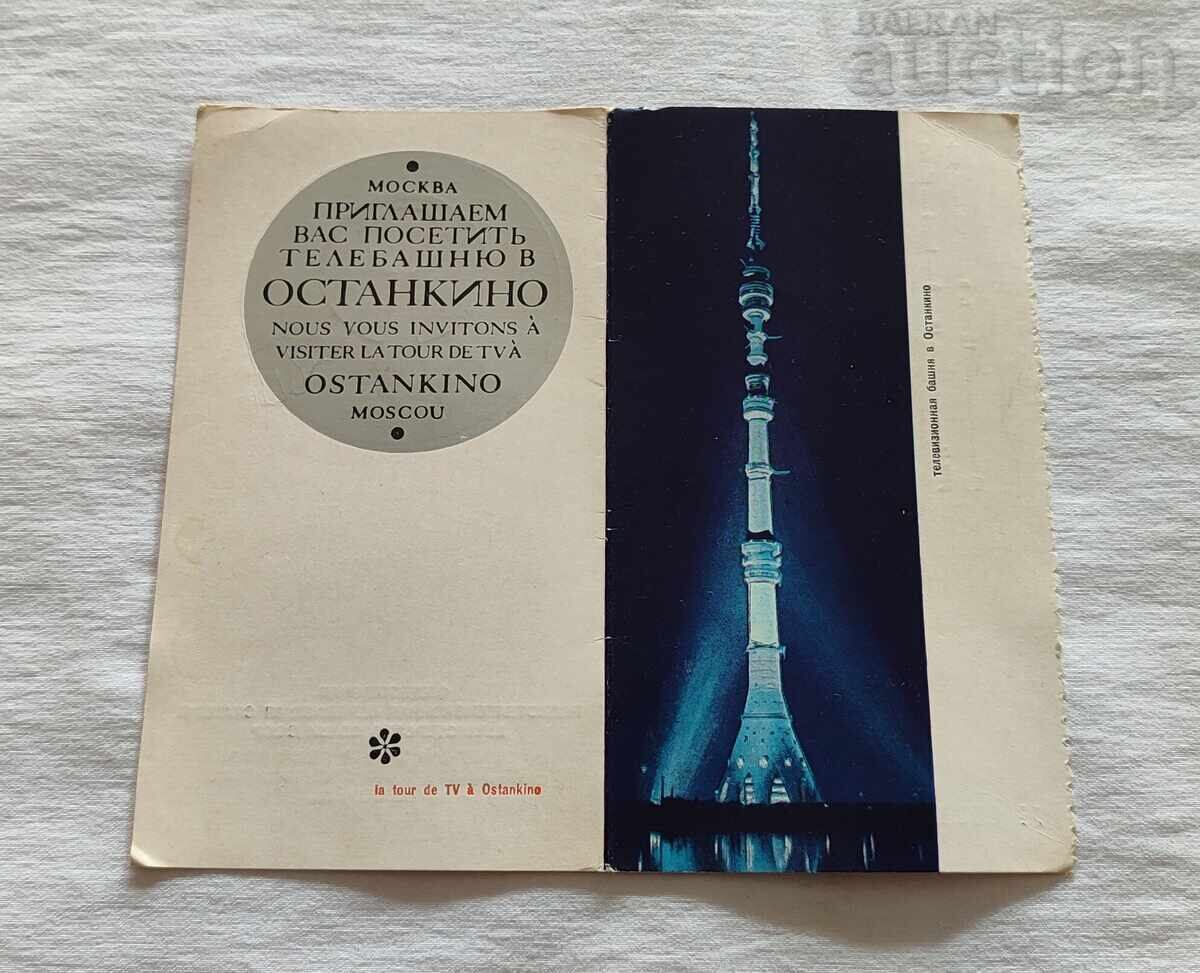 BALKAN
auction
МОСКВА
ПРИГЛАШАЕМ
ВАС ПОСЕТИТЬ
ТЕЛЕБАШНЮ В
ОСТАНКИНО
NOUS VOUS INVITONS À
VISITER LA TOUR DE TV À
OSTANKINO
MOSCOU
la tour de TV à Ostankino
телевизионная башня в Останкино